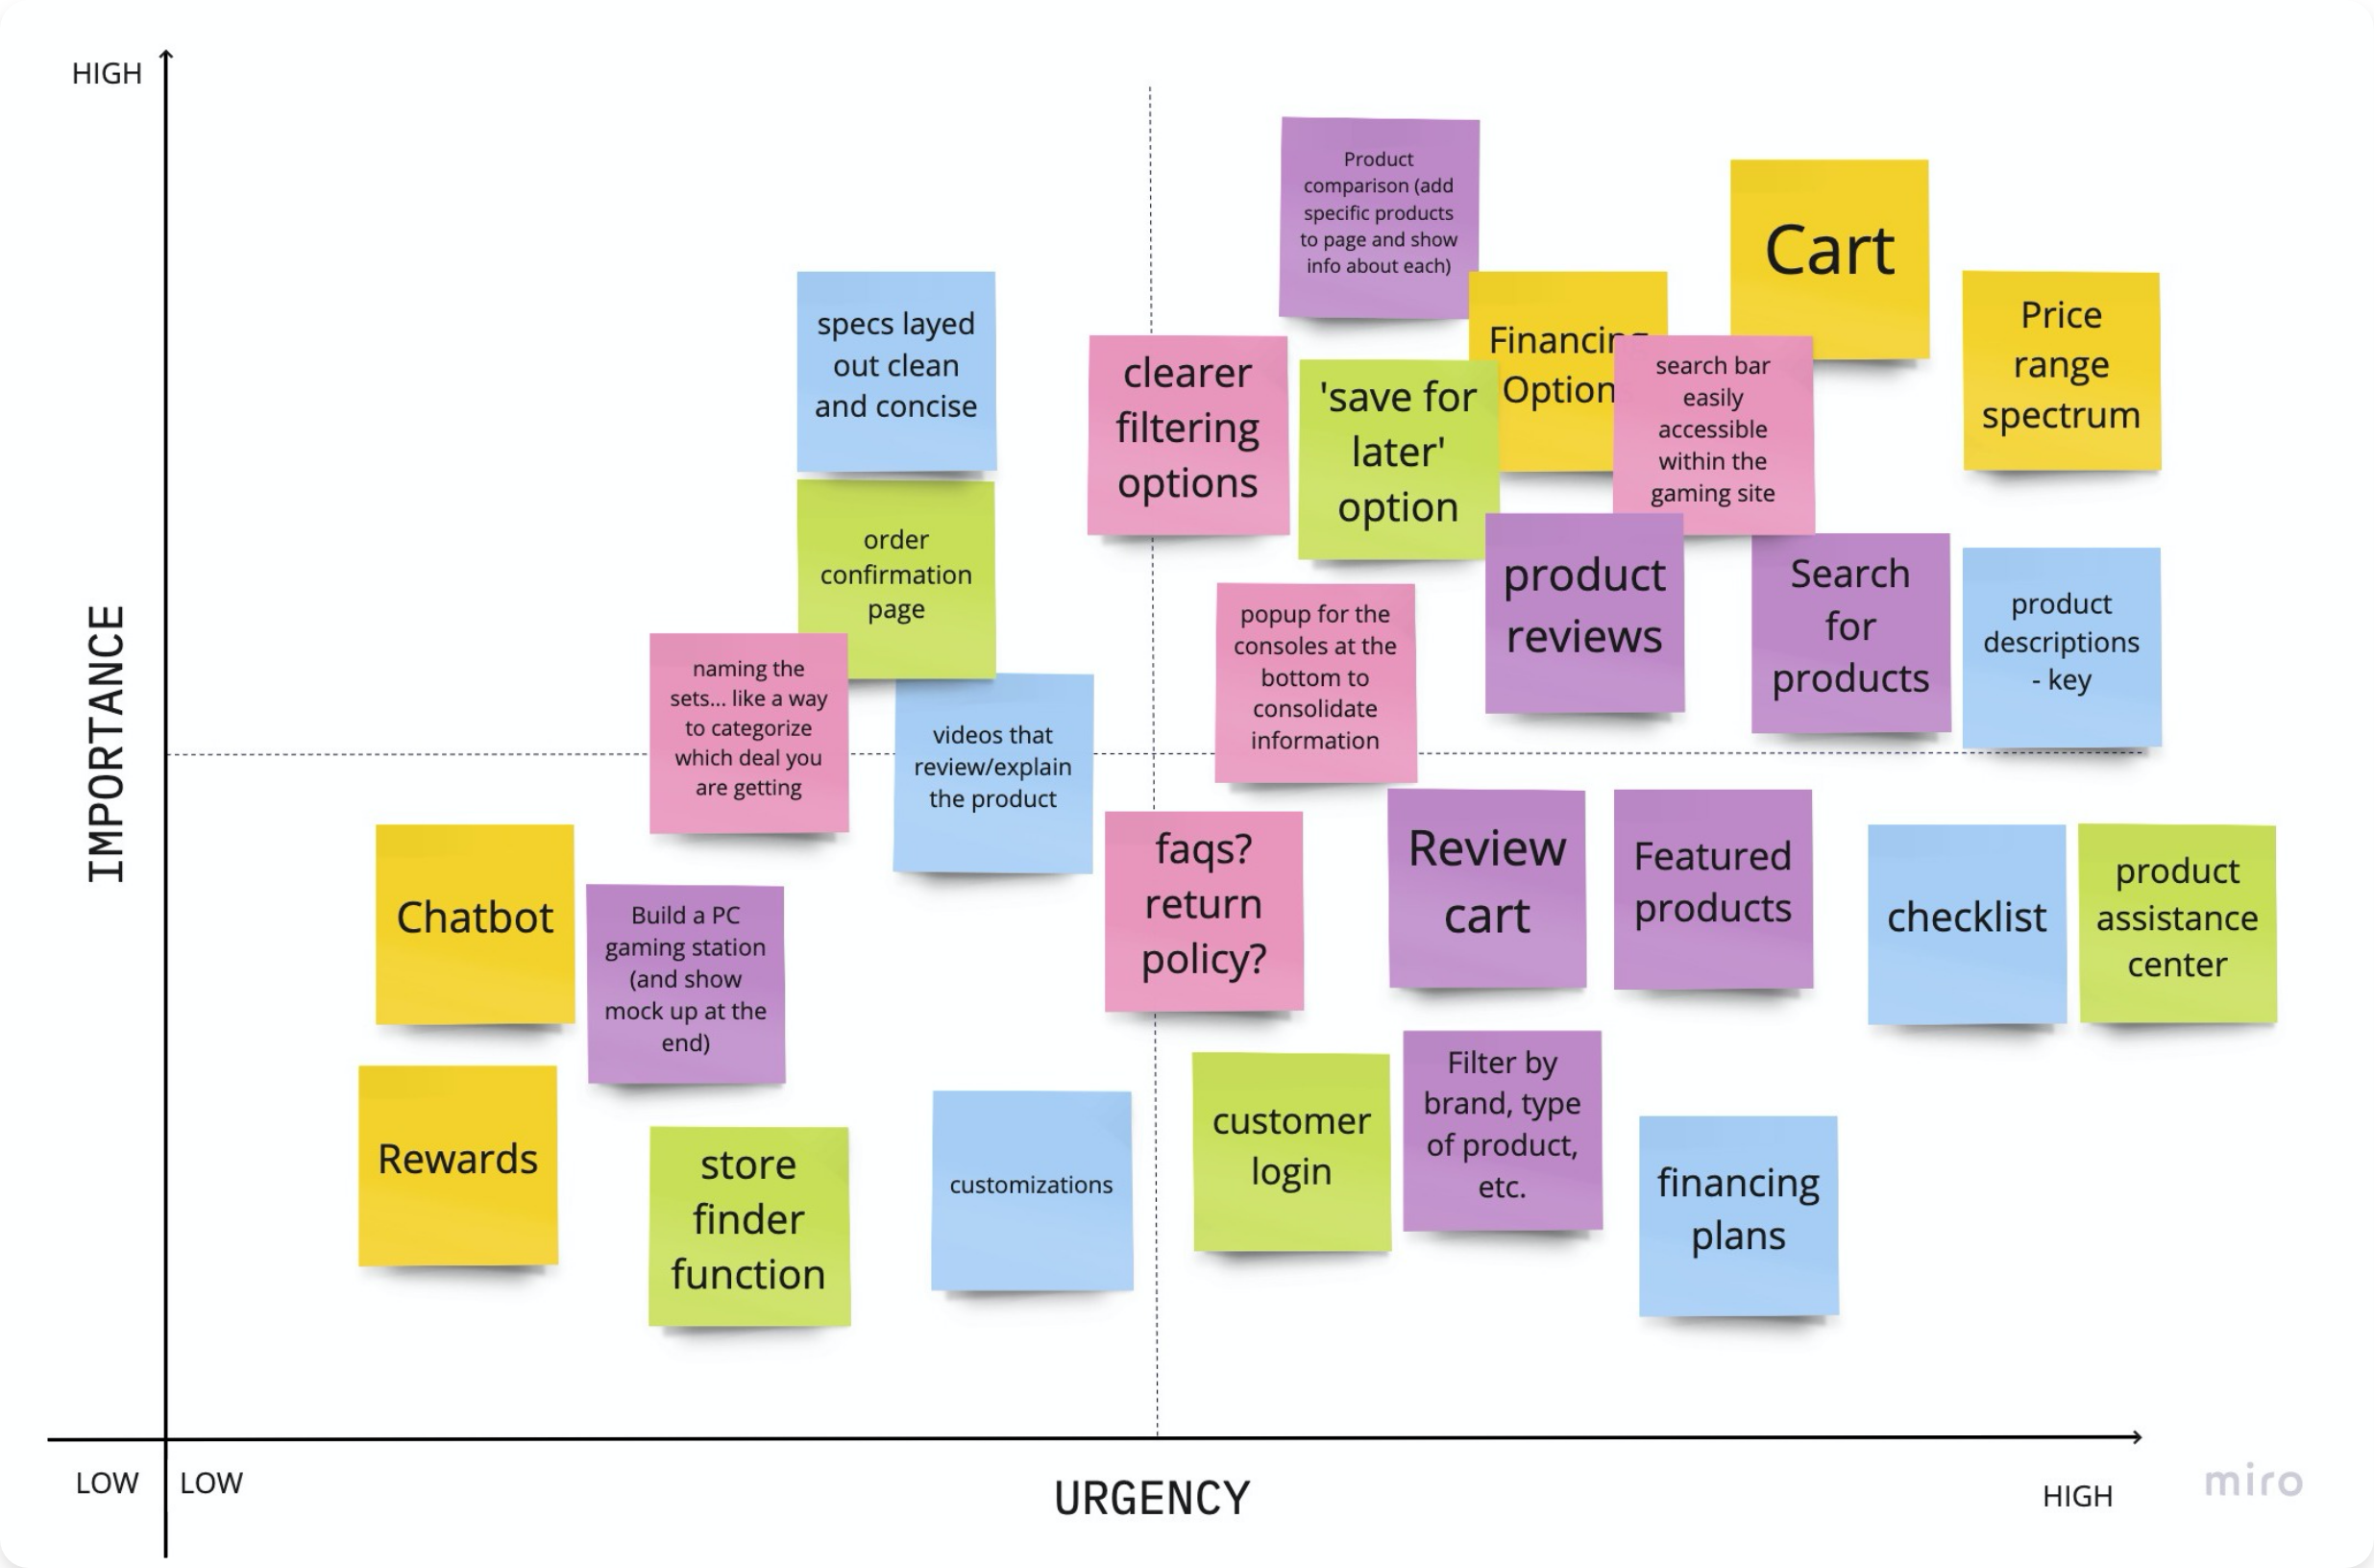 HIGH
Product
comparison (add
specific products
to page and show
info about each)
Cart
specs layed
out clean
and concise
Financing
Option
Price
range
spectrum
clearer
filtering
options
'save for
later'
option
search bar
easily
accessible
within the
gaming site
order
confirmation
page
product
reviews
Search
for
products
product
descriptions
- key
popup for the
consoles at the
bottom to
consolidate
information
naming the
sets... like a way
to categorize
which deal you
are getting
videos that
review/explain
the product
IMPORTANCE
Chatbot
Build a PC
gaming station
(and show
mock up at the
end)
faqs?
return
policy?
Review
cart
Featured
products
checklist
product
assistance
center
Rewards
store
finder
function
customizations
customer
login
Filter by
brand, type
of product,
etc.
financing
plans
LOW
LOW
URGENCY
HIGH
miro